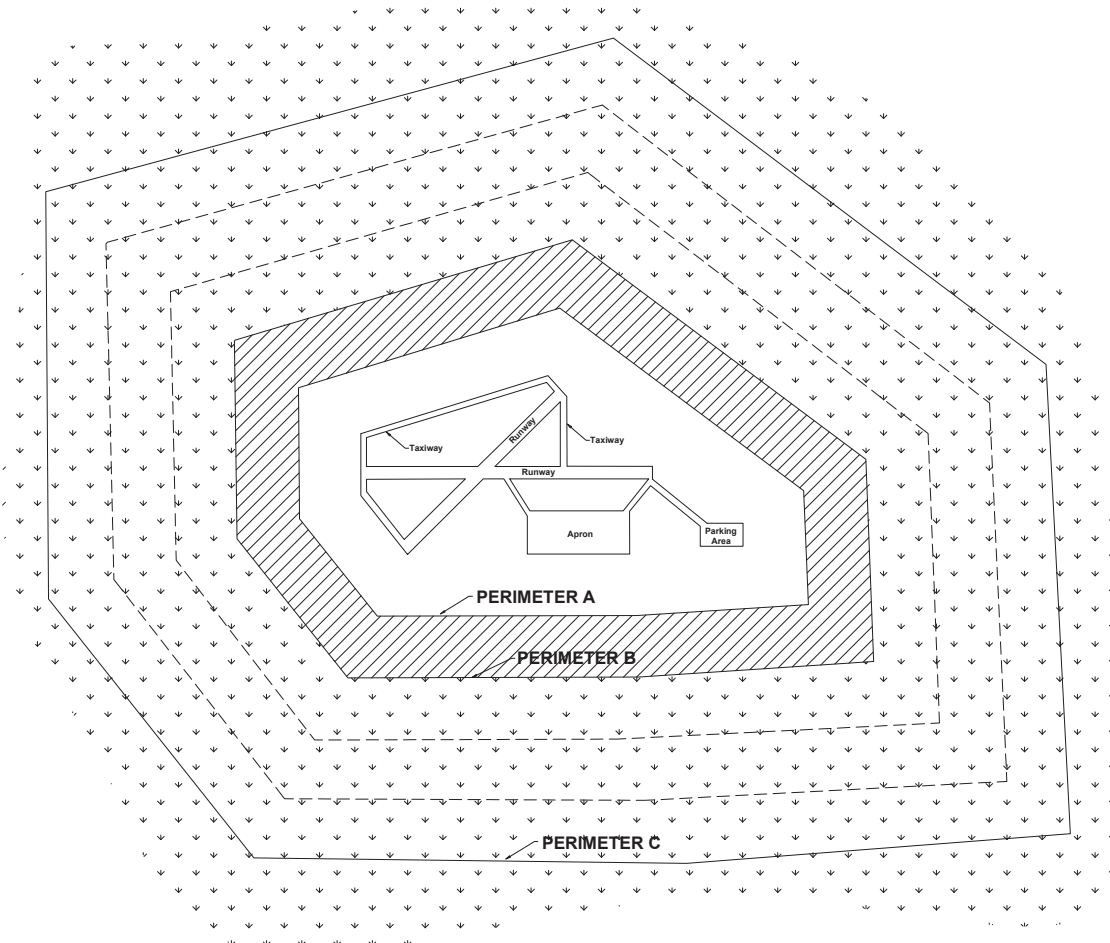 Runway
Taxiway
Taxiway
Runway
Apron
Parking
Area
PERIMETER A
PERIMETER B
PERIMETER C